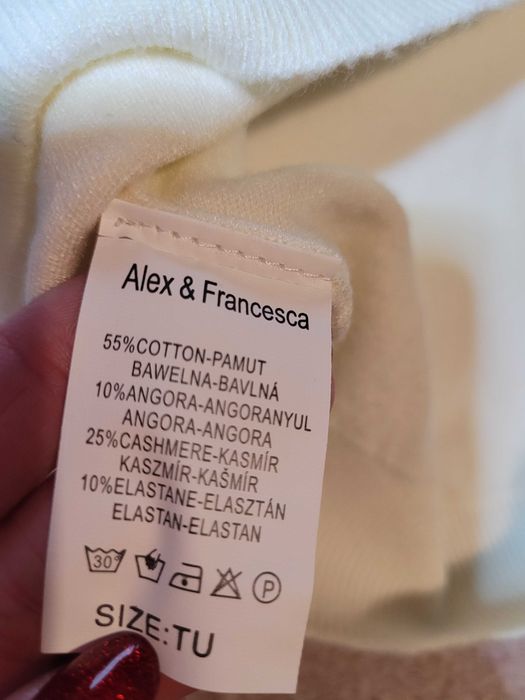 Alex & Francesca
55%COTTON-PAMUT
BAWELNA-BAVLNÁ
10%ANGORA-ANGORANYUL
ANGORA-ANGORA
25%CASHMERE-KASMÍR
KASZMÍR-KAŠMÍR
10%ELASTANE-ELASZTÁN
ELASTAN-ELASTAN
30° P
SIZE:TU